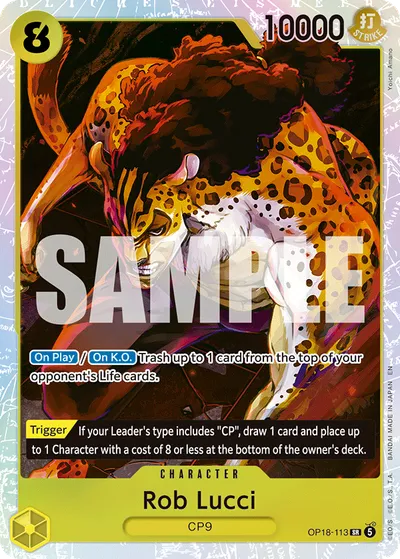 8
10000
打
STRIKE
Yoichi Amano
SAMPLE
On Play / On K.O. Trash up to 1 card from the top of your
opponent's Life cards.
Trigger If your Leader's type includes "CP", draw 1 card and place up
to 1 Character with a cost of 8 or less at the bottom of the owner's deck.
CHARACTER
Rob Lucci
CP9
OP18-113 SR 5
BANDAI MADE IN JAPAN EN